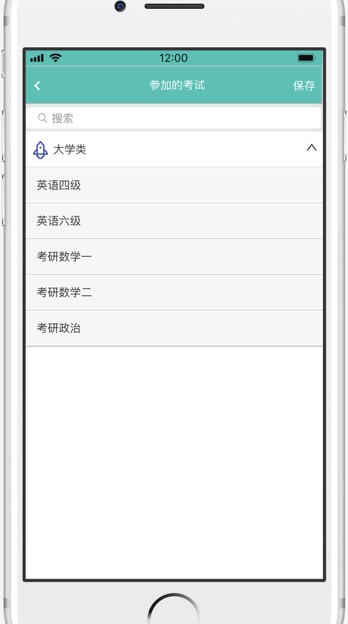 12:00
参加的考试
保存
搜索
大学类
英语四级
英语六级
考研数学一
考研数学二
考研政治